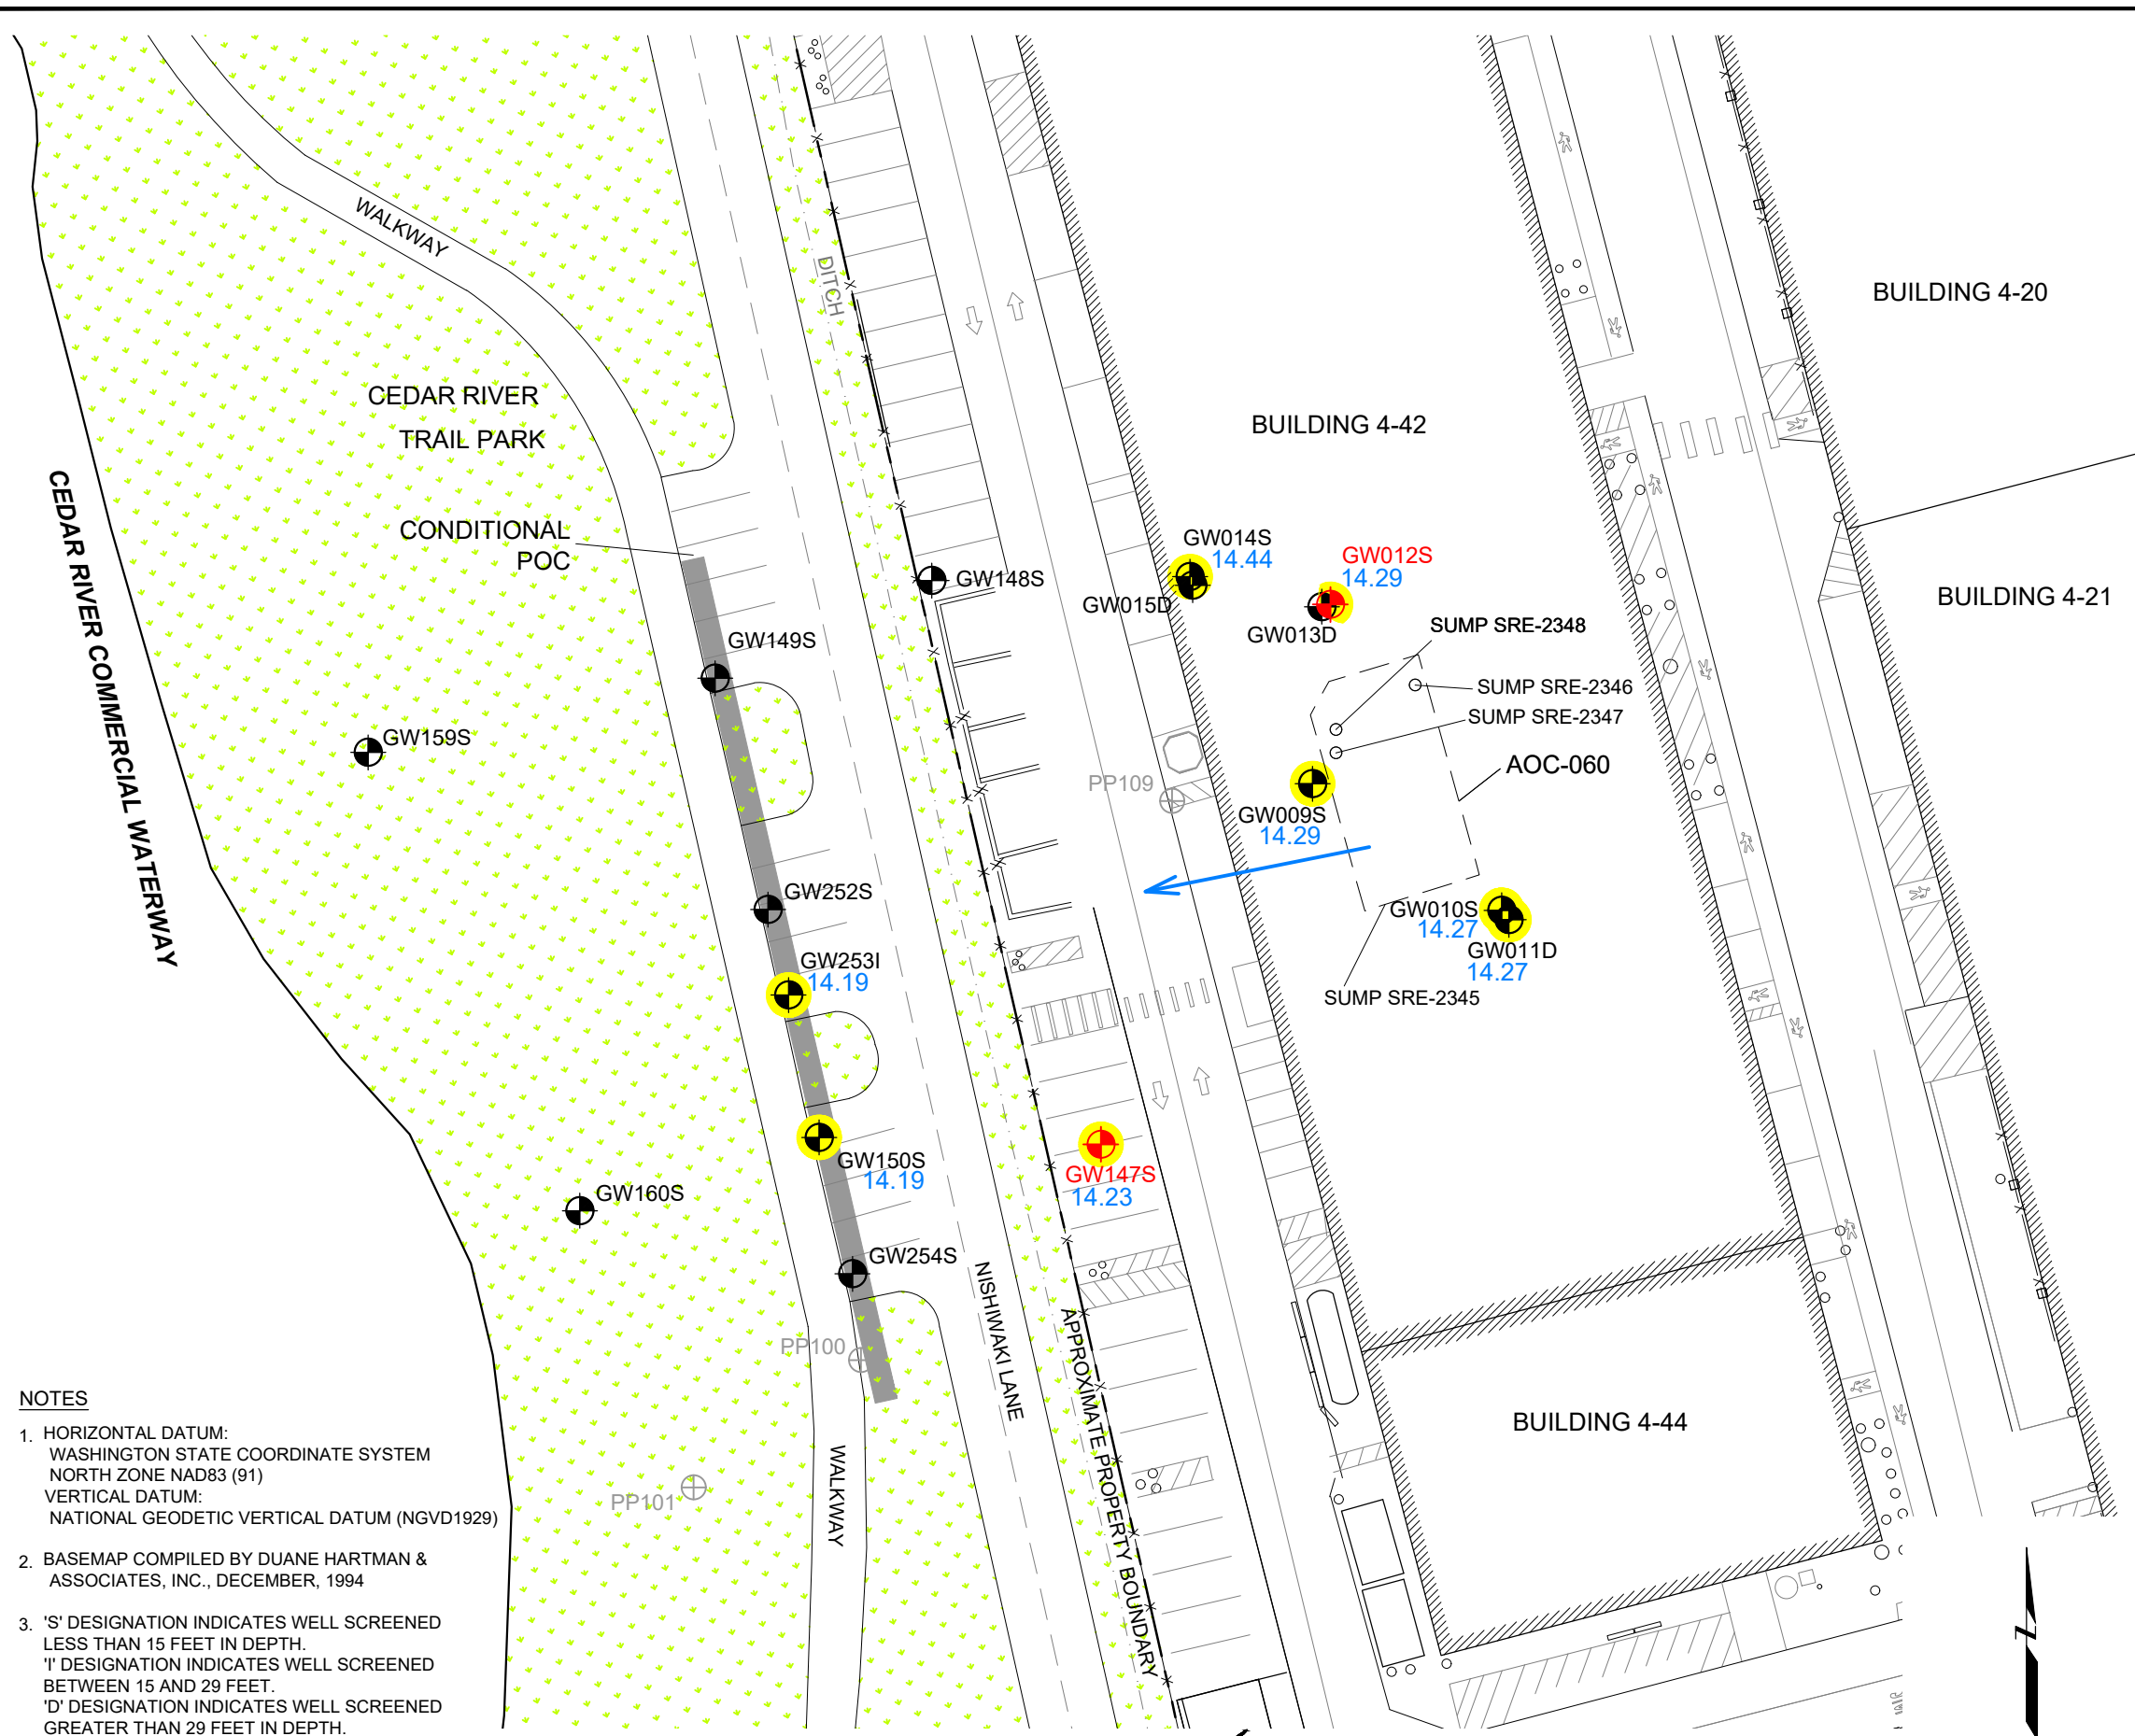 WALKWAY
DITCH
CEDAR RIVER
TRAIL PARK
CONDITIONAL
POC
CEDAR RIVER COMMERCIAL WATERWAY
BUILDING 4-20
BUILDING 4-42
BUILDING 4-21
GW014S
14.44
GW015D
GW012S
14.29
GW013D
GW148S
GW149S
GW159S
SUMP SRE-2348
SUMP SRE-2346
SUMP SRE-2347
AOC-060
PP109
GW009S
14.29
GW252S
GW010S
14.27
GW011D
14.27
GW253I
14.19
SUMP SRE-2345
GW150S
14.19
GW147S
14.23
GW160S
GW254S
NISHIWAKI LANE
APPROXIMATE PROPERTY BOUNDARY
PP100
PP101
WALKWAY
BUILDING 4-44
NOTES
1. HORIZONTAL DATUM:
WASHINGTON STATE COORDINATE SYSTEM
NORTH ZONE NAD83 (91)
VERTICAL DATUM:
NATIONAL GEODETIC VERTICAL DATUM (NGVD1929)
2. BASEMAP COMPILED BY DUANE HARTMAN &
ASSOCIATES, INC., DECEMBER, 1994
3. 'S' DESIGNATION INDICATES WELL SCREENED
LESS THAN 15 FEET IN DEPTH.
'I' DESIGNATION INDICATES WELL SCREENED
BETWEEN 15 AND 29 FEET.
'D' DESIGNATION INDICATES WELL SCREENED
GREATER THAN 29 FEET IN DEPTH.
N